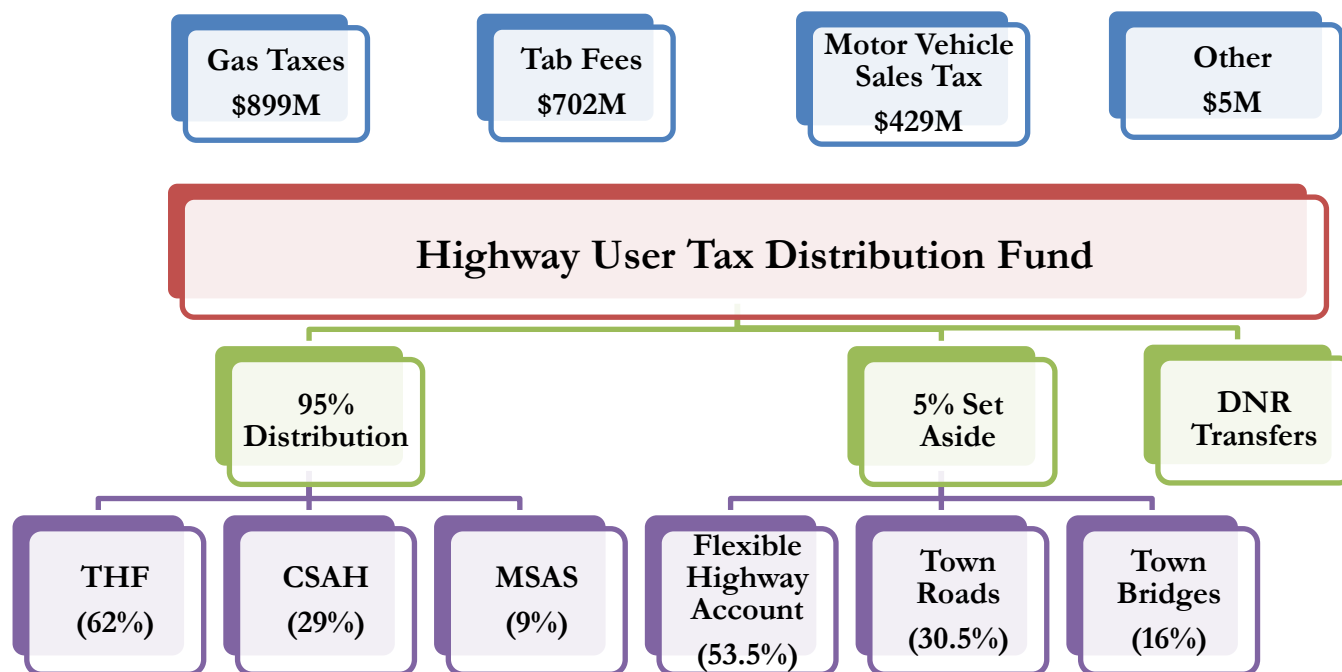 Gas Taxes
$899M
Tab Fees
$702M
Motor Vehicle
Sales Tax
$429M
Other
$5M
Highway User Tax Distribution Fund
95%
Distribution
5% Set
Aside
DNR
Transfers
THF
(62%)
CSAH
(29%)
MSAS
(9%)
Flexible
Highway
Account
(53.5%)
Town
Roads
(30.5%)
Town
Bridges
(16%)